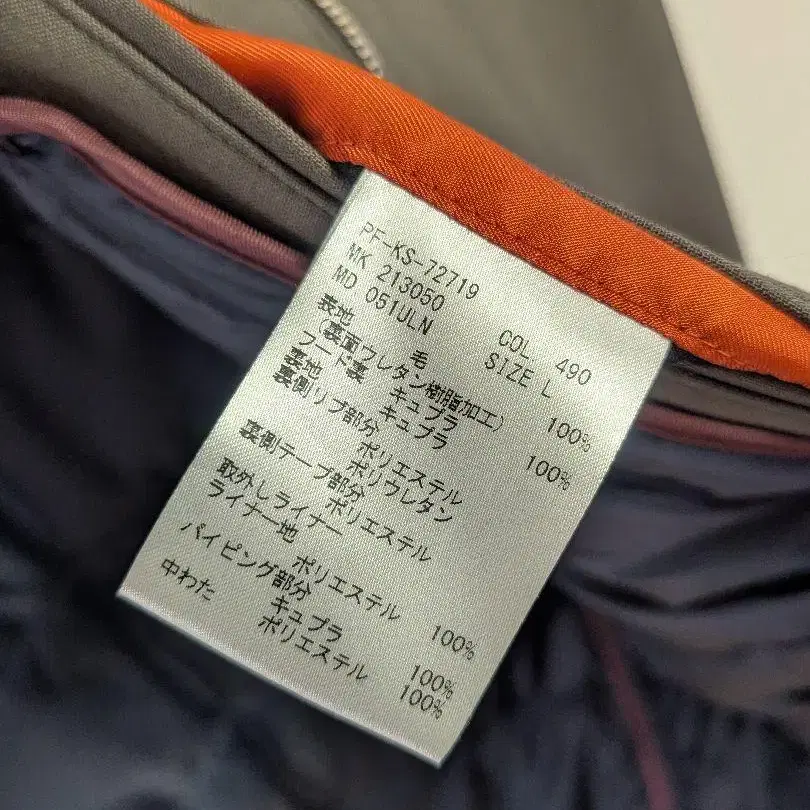 PF-KS-72719
MK 213050 COL. 490
MD 051ULN SIZE L
表地
毛 100%
(裏面ウレタン樹脂加工)
フード裏 キュプラ 100%
裏地 キュプラ
裏側リブ部分
ポリエステル
ポリウレタン
裏側テープ部分
ポリエステル
取外しライナー
ライナー地
ポリエステル 100%
パイピング部分
キュプラ 100%
中わた ポリエステル 100%